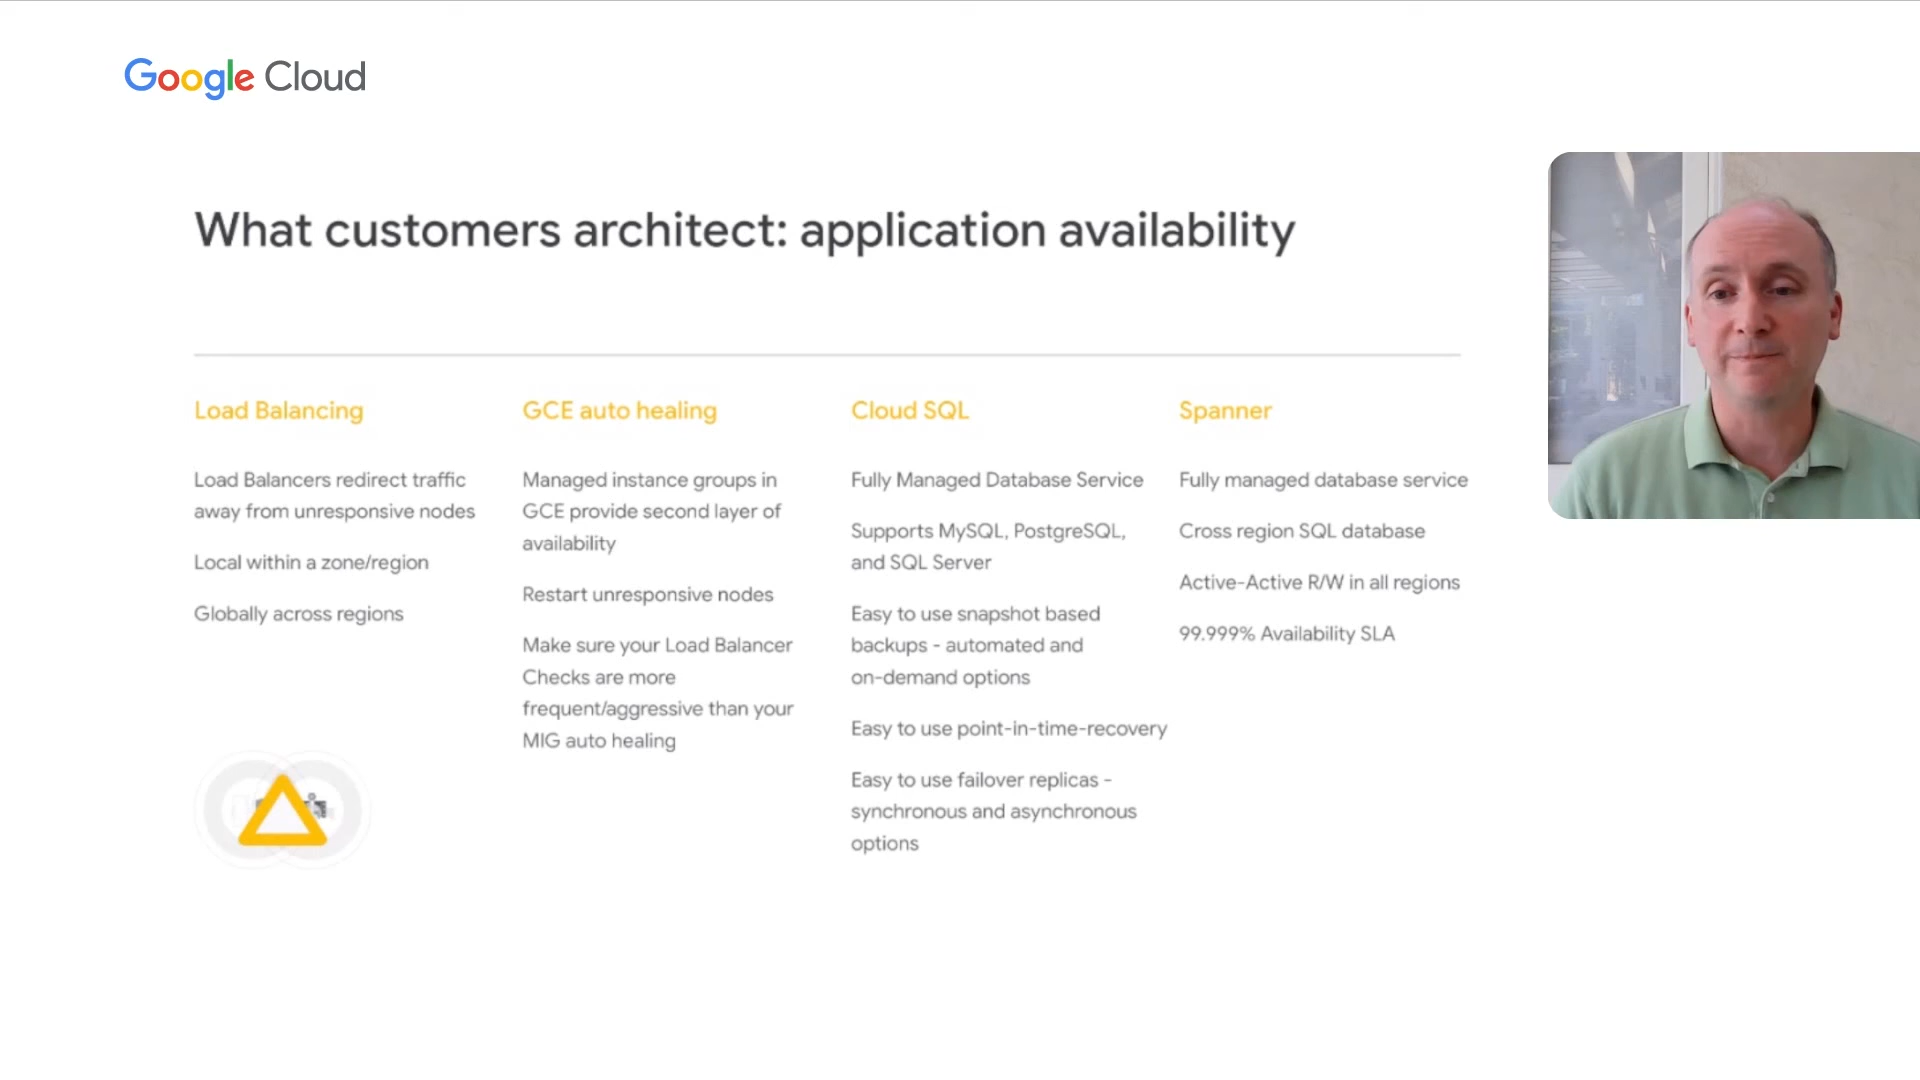 Google Cloud
What customers architect: application availability
Load Balancing
Load Balancers redirect traffic
away from unresponsive nodes
Local within a zone/region
Globally across regions
GCE auto healing
Managed instance groups in
GCE provide second layer of
availability
Restart unresponsive nodes
Make sure your Load Balancer
Checks are more
frequent/aggressive than your
MIG auto healing
Cloud SQL
Fully Managed Database Service
Supports MySQL, PostgreSQL,
and SQL Server
Easy to use snapshot based
backups - automated and
on-demand options
Easy to use point-in-time-recovery
Easy to use failover replicas -
synchronous and asynchronous
options
Spanner
Fully managed database service
Cross region SQL database
Active-Active R/W in all regions
99.999% Availability SLA